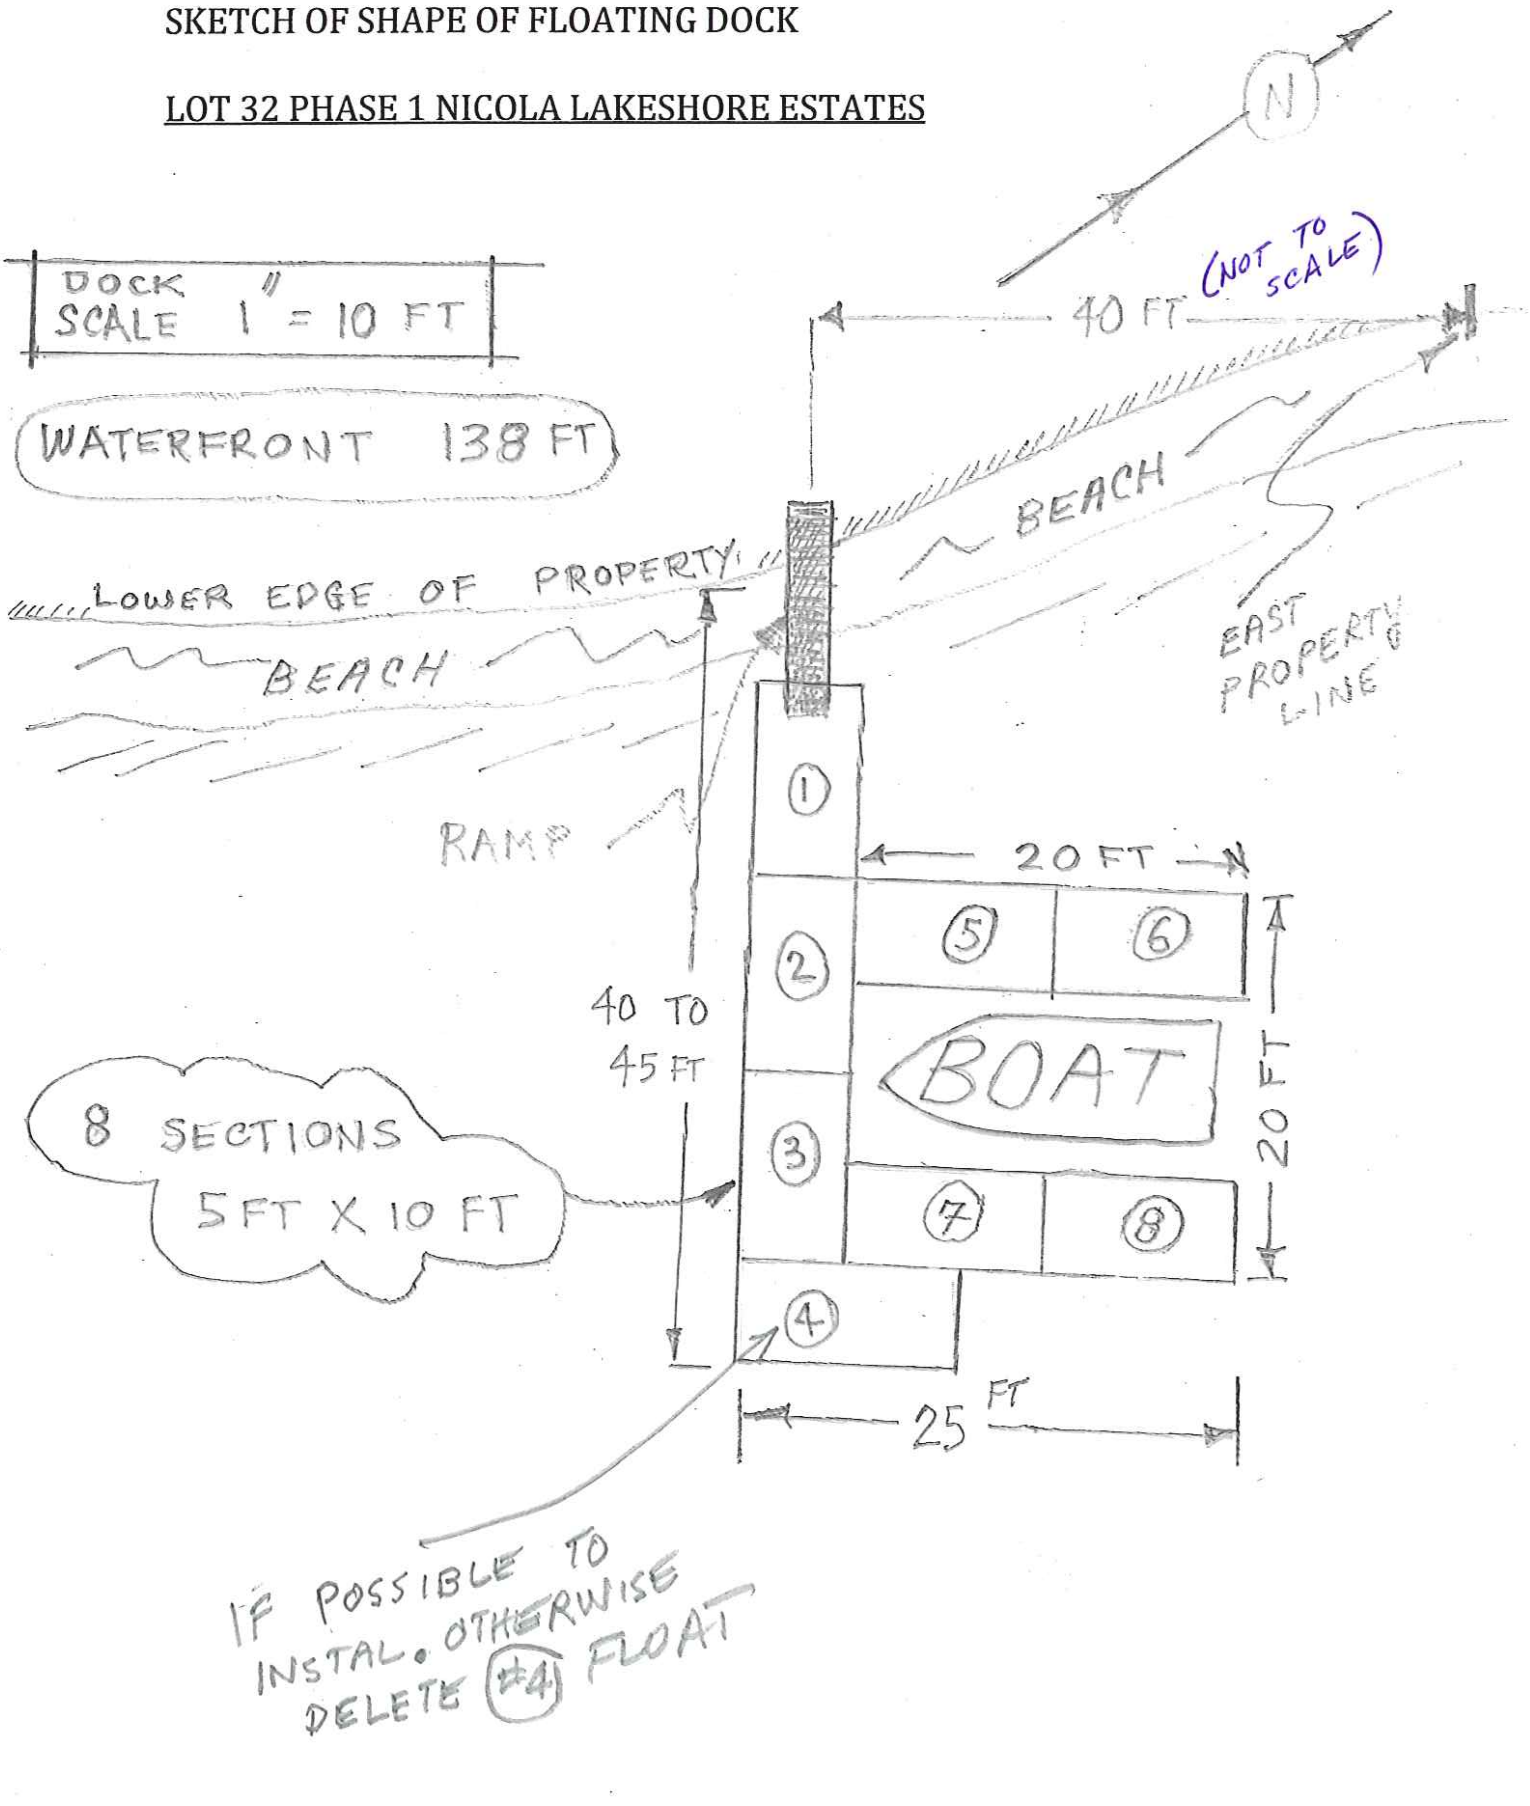 SKETCH OF SHAPE OF FLOATING DOCK
LOT 32 PHASE 1 NICOLA LAKESHORE ESTATES
N
(NOT TO
SCALE)
40 FT
DOCK
SCALE 1" = 10 FT
WATERFRONT 138 FT
BEACH
LOWER EDGE OF PROPERTY
BEACH
EAST
PROPERTY
LINE
RAMP
1
20 FT
2
5
6
40 TO
45 FT
BOAT
20 FT
8 SECTIONS
5 FT X 10 FT
3
7
8
4
25 FT
IF POSSIBLE TO
INSTAL. OTHERWISE
DELETE #4 FLOAT